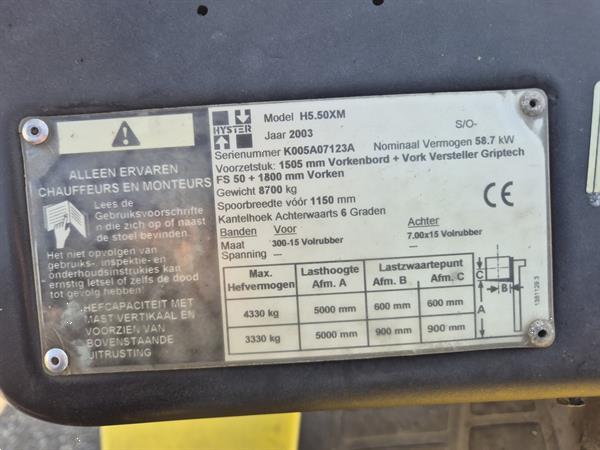 ALLEEN ERVAREN
CHAUFFEURS EN MONTEURS
Lees de
Gebruiksvoorschrifte
n die zich op of naast
de stoel bevinden.
Het niet opvolgen van
gebruiks-, inspektie- en
onderhoudsinstrukjes kan
ernstig letsel of zelfs de dood
tot gevolg hebben
HEFCAPACITEIT MET
MAST VERTIKAAL EN
VOORZIEN VAN
BOVENSTAANDE
UITRUSTING
HYSTER
Model H5.50XM
Jaar 2003 S/O-
Serienummer K005A07123A Nominaal Vermogen 58.7 kW
Voorzetstuk: 1505 mm Vorkenbord + Vork Versteller Griptech
FS 50 + 1800 mm Vorken
Gewicht 8700 kg
Spoorbreedte vóór 1150 mm
Kantelhoek Achterwaarts 6 Graden
Banden Voor Achter
Maat 300-15 Volrubber 7.00x15 Volrubber
Spanning --- ---
CE
Max. Hefvermogen Lasthoogte Afm. A Lastzwaartepunt Afm. B Afm. C
4330 kg 5000 mm 600 mm 600 mm
3330 kg 5000 mm 900 mm 900 mm
C
B
A
1381129.3